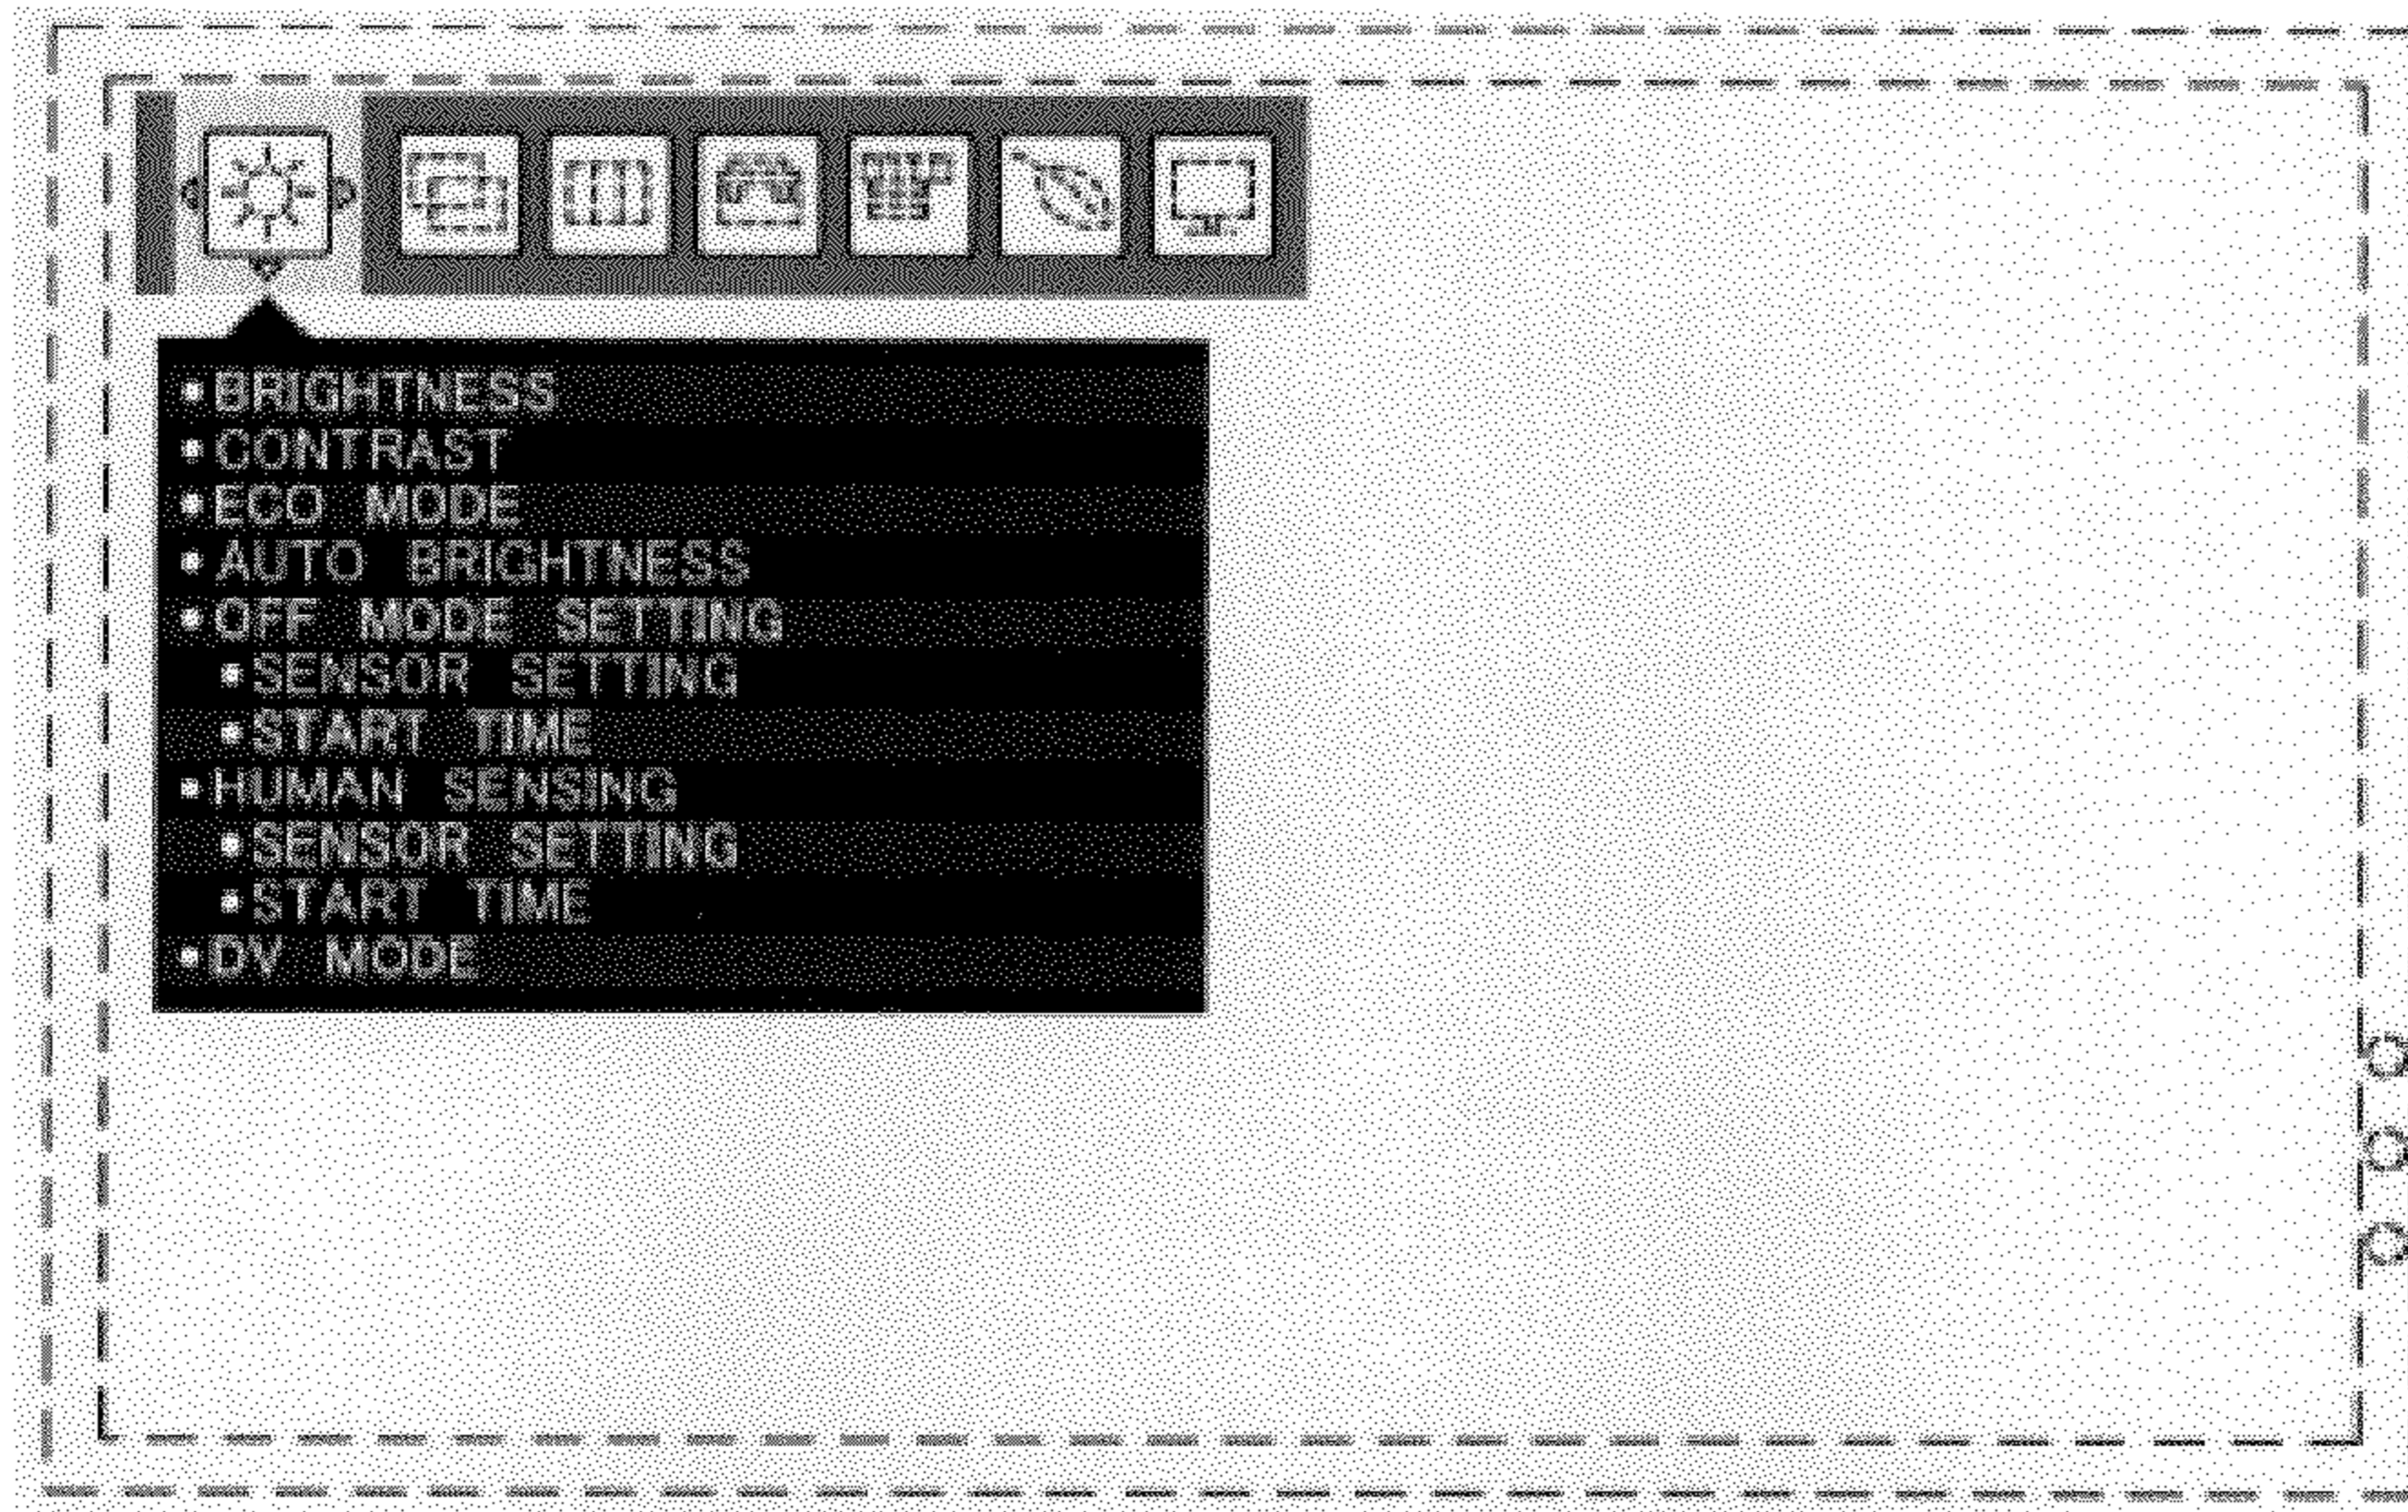 BRIGHTNESS
CONTRAST
ECO MODE
AUTO BRIGHTNESS
OFF MODE SETTING
SENSOR SETTING
START TIME
HUMAN SENSING
SENSOR SETTING
START TIME
DV MODE